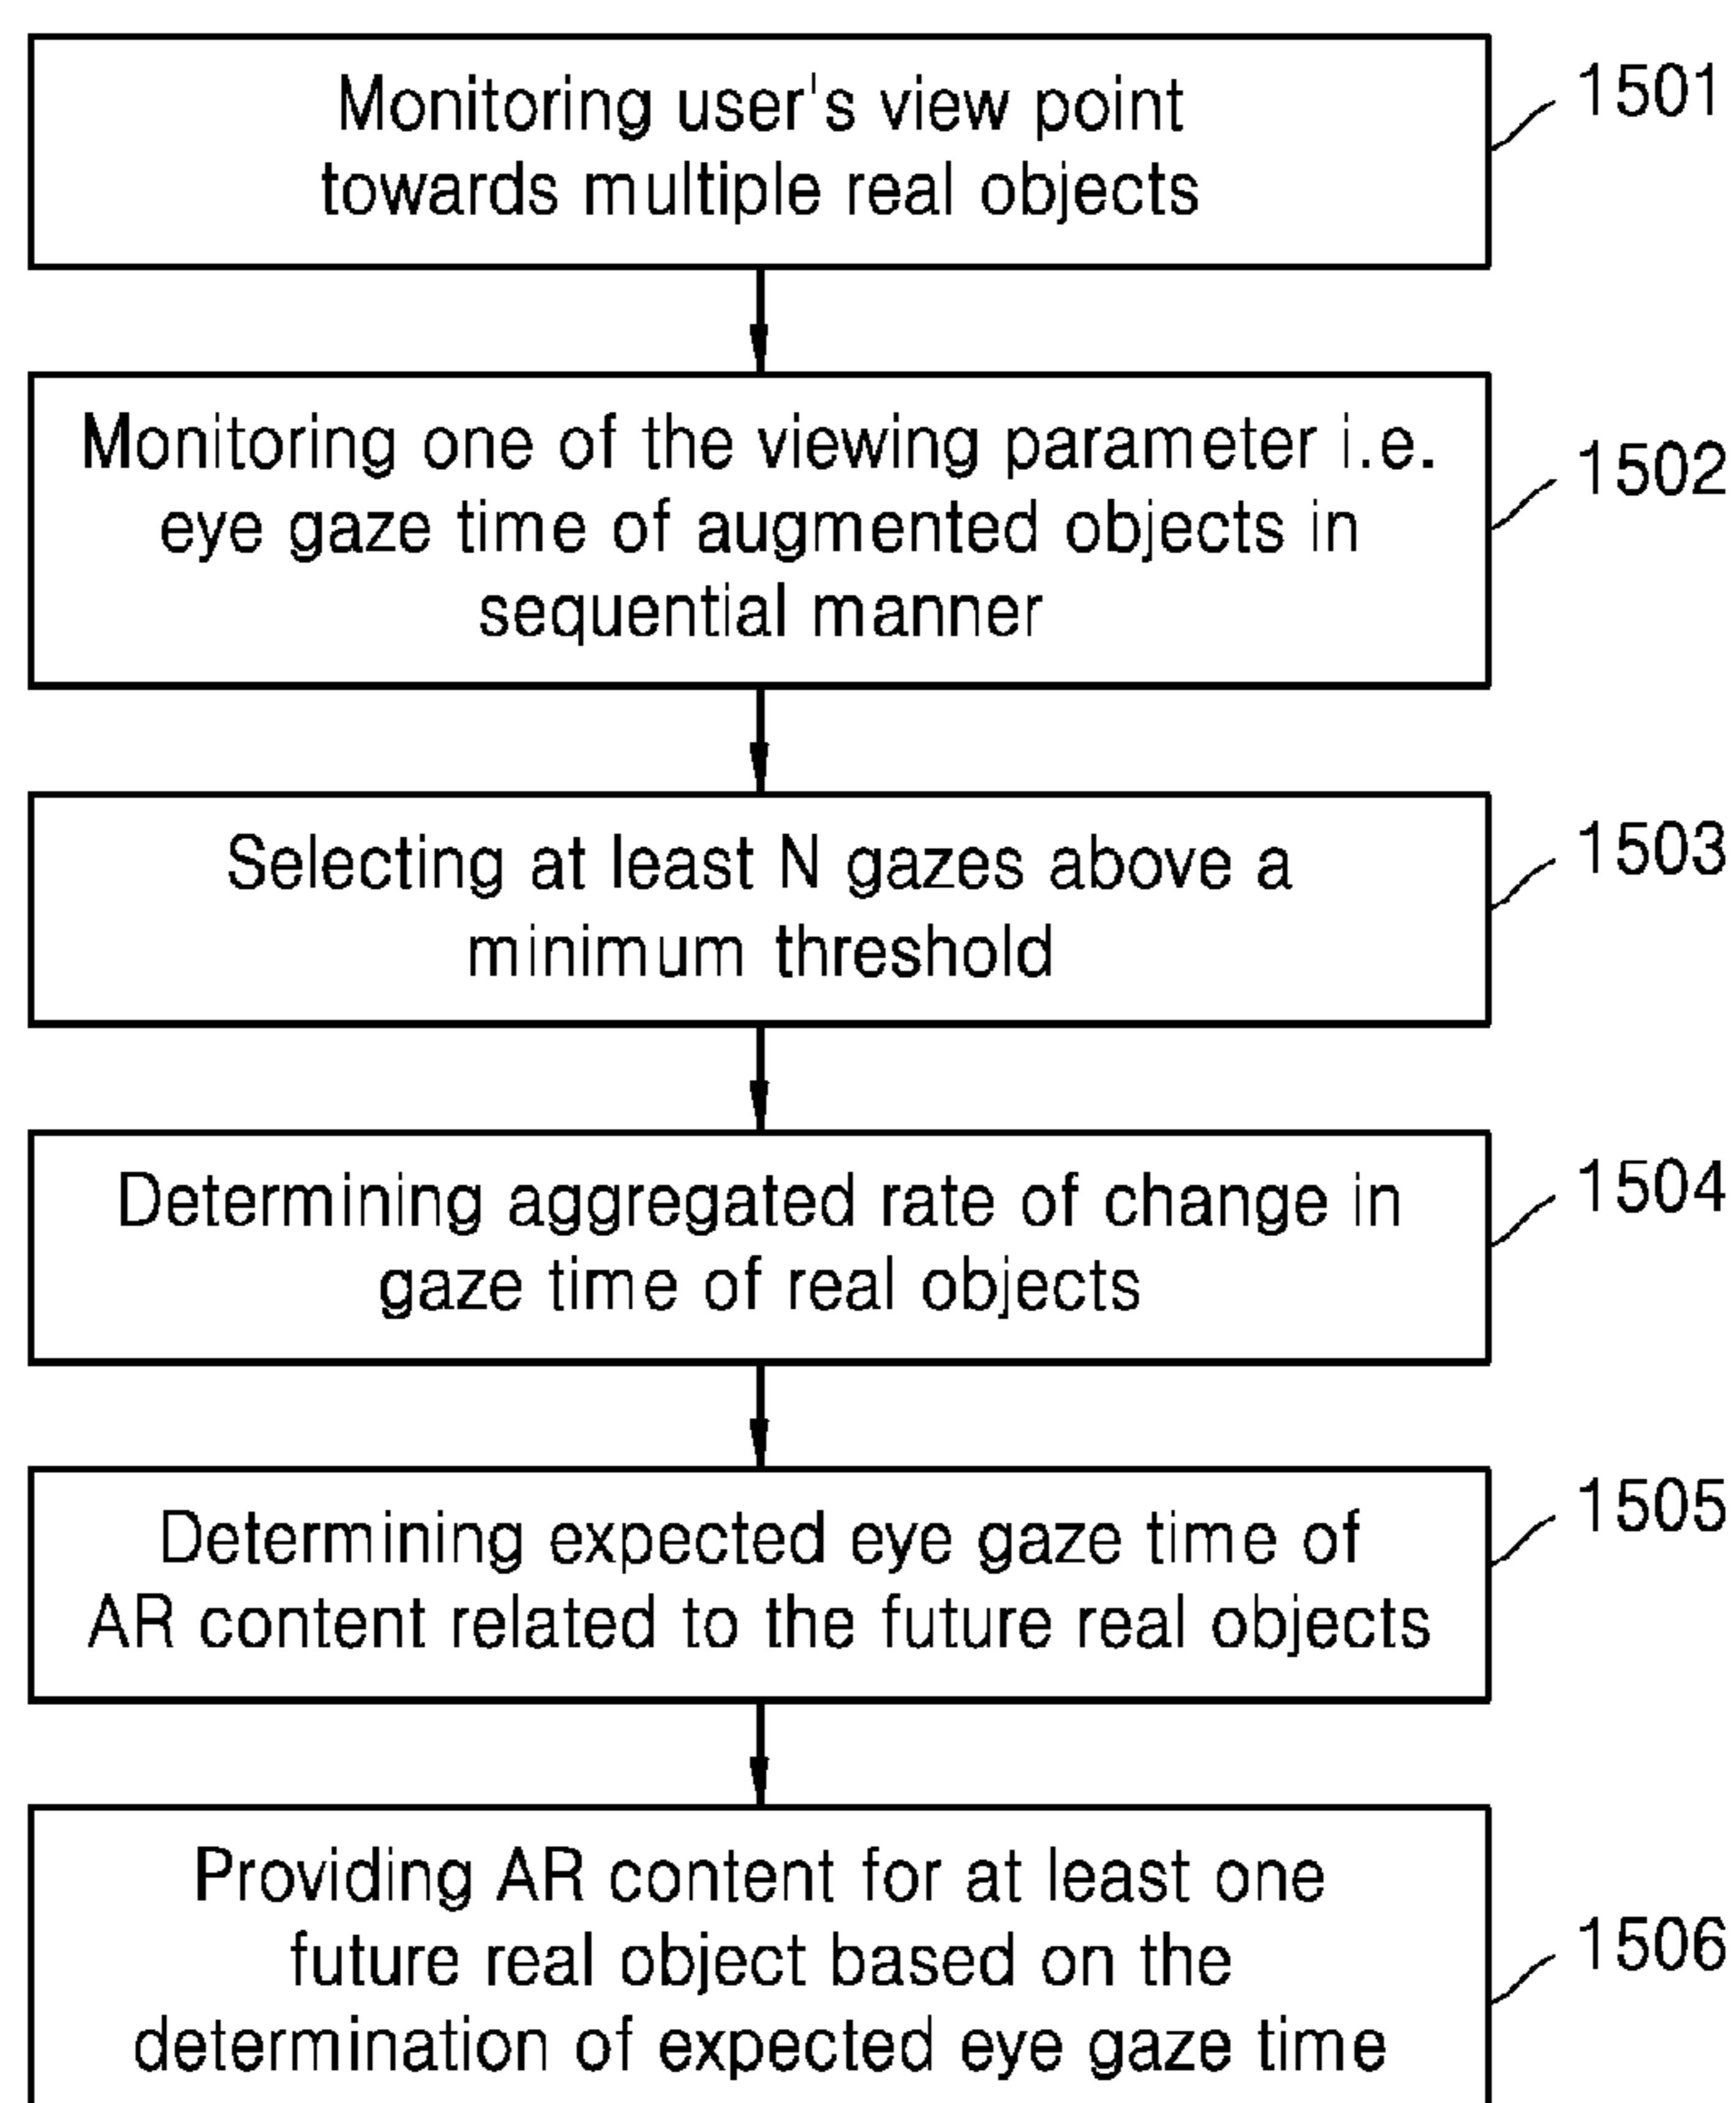 Monitoring user's view point
towards multiple real objects
1501
Monitoring one of the viewing parameter i.e.
eye gaze time of augmented objects in
sequential manner
1502
Selecting at least N gazes above a
minimum threshold
1503
Determining aggregated rate of change in
gaze time of real objects
1504
Determining expected eye gaze time of
AR content related to the future real objects
1505
Providing AR content for at least one
future real object based on the
determination of expected eye gaze time
1506